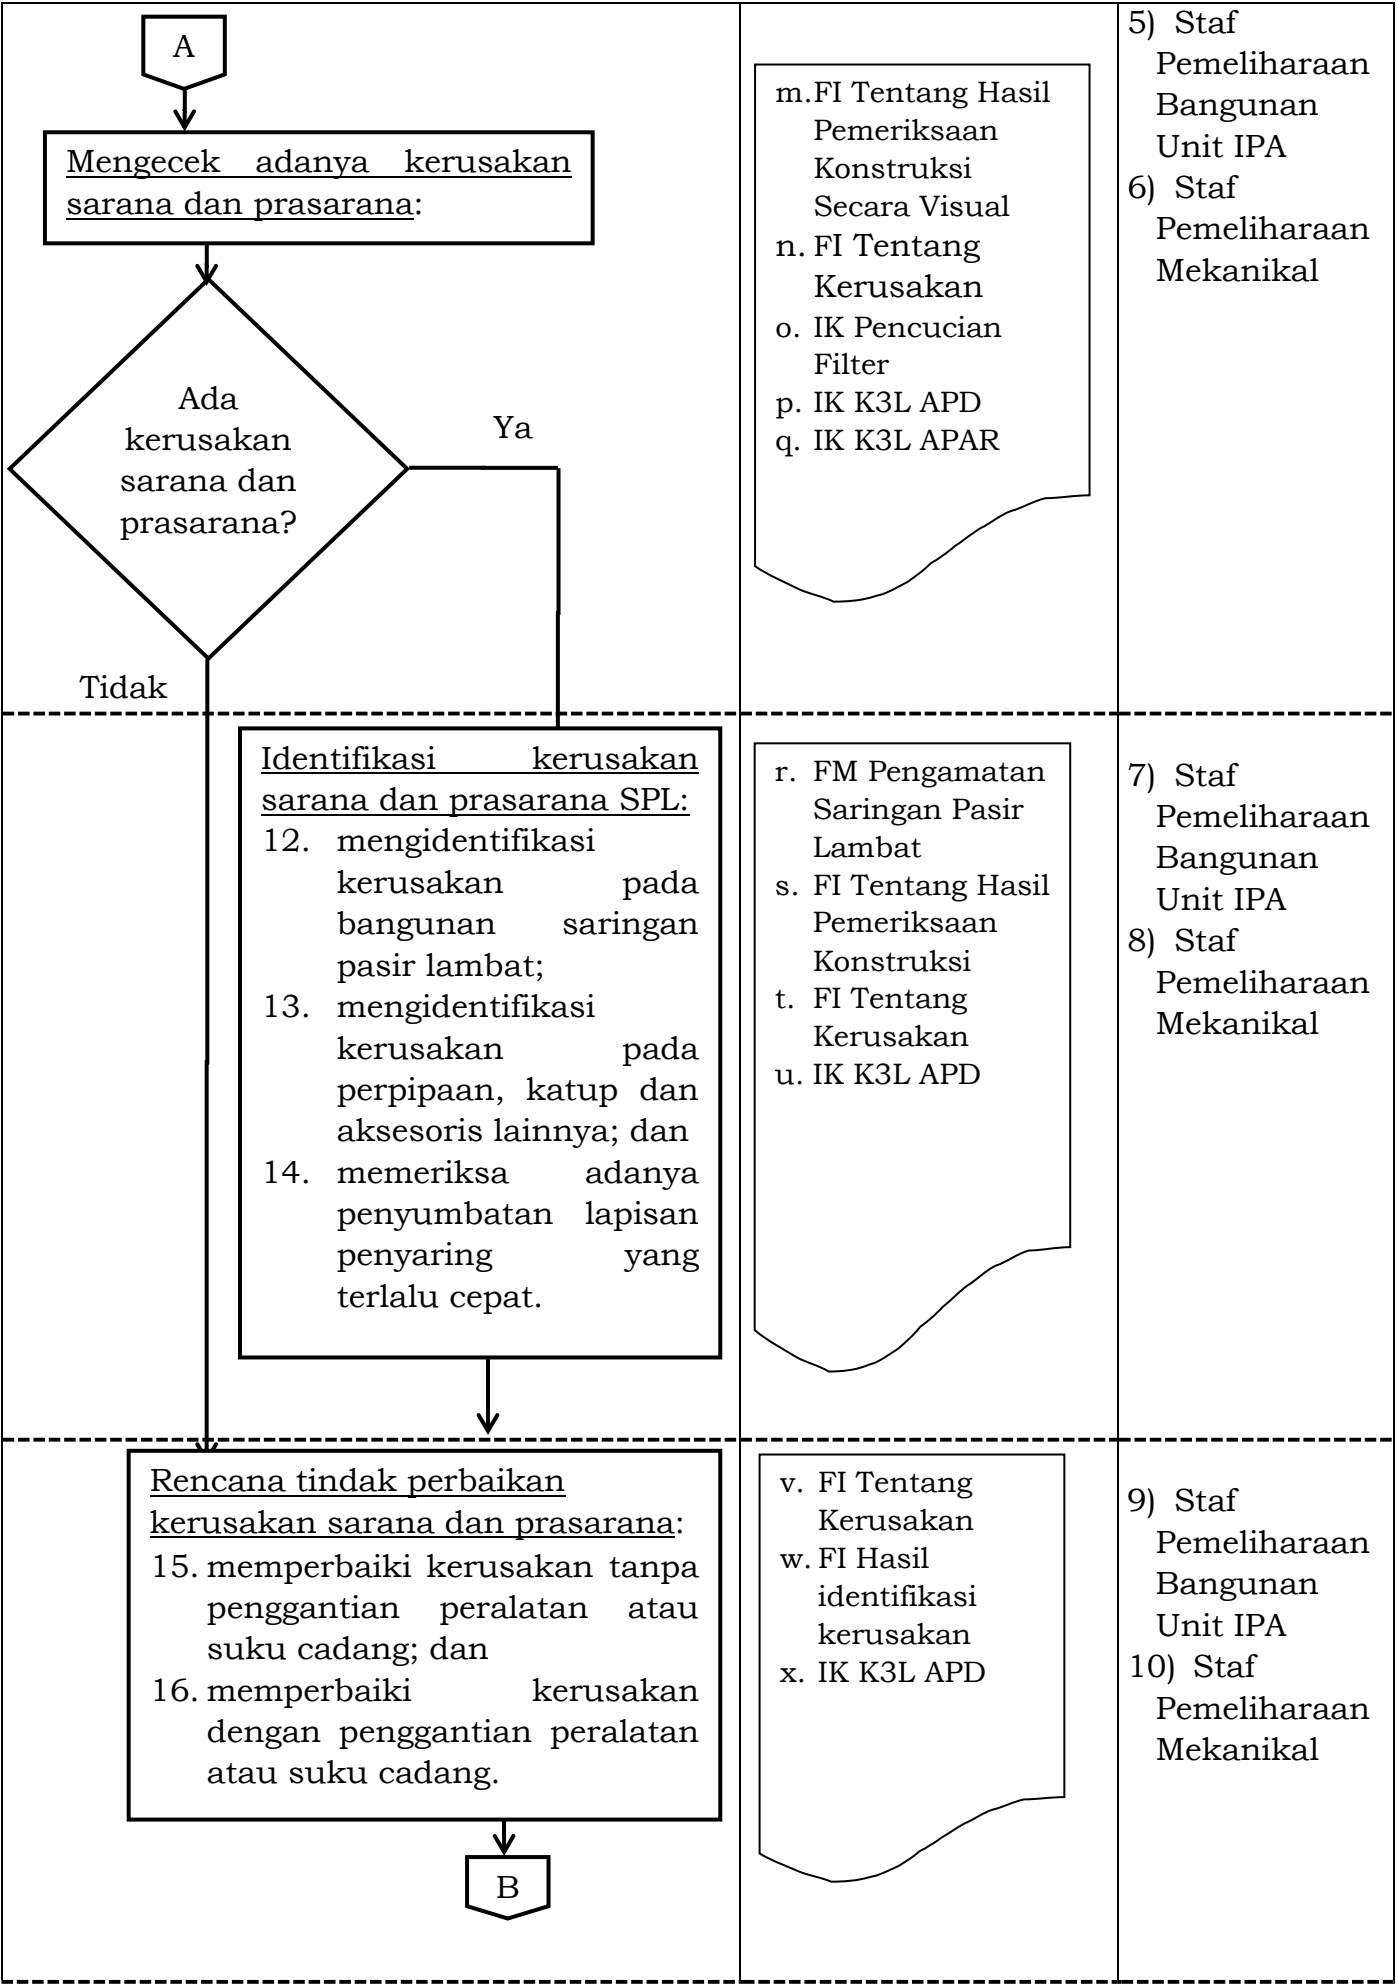 A
Mengecek adanya kerusakan
sarana dan prasarana:
Ada
kerusakan
sarana dan
prasarana?
Ya
Tidak
m.FI Tentang Hasil
Pemeriksaan
Konstruksi
Secara Visual
n. FI Tentang
Kerusakan
o. IK Pencucian
Filter
p. IK K3L APD
q. IK K3L APAR
5) Staf
Pemeliharaan
Bangunan
Unit IPA
6) Staf
Pemeliharaan
Mekanikal
Identifikasi kerusakan
sarana dan prasarana SPL:
12. mengidentifikasi
kerusakan pada
bangunan saringan
pasir lambat;
13. mengidentifikasi
kerusakan pada
perpipaan, katup dan
aksesoris lainnya; dan
14. memeriksa adanya
penyumbatan lapisan
penyaring yang
terlalu cepat.
r. FM Pengamatan
Saringan Pasir
Lambat
s. FI Tentang Hasil
Pemeriksaan
Konstruksi
t. FI Tentang
Kerusakan
u. IK K3L APD
7) Staf
Pemeliharaan
Bangunan
Unit IPA
8) Staf
Pemeliharaan
Mekanikal
Rencana tindak perbaikan
kerusakan sarana dan prasarana:
15. memperbaiki kerusakan tanpa
penggantian peralatan atau
suku cadang; dan
16. memperbaiki kerusakan
dengan penggantian peralatan
atau suku cadang.
B
v. FI Tentang
Kerusakan
w. FI Hasil
identifikasi
kerusakan
x. IK K3L APD
9) Staf
Pemeliharaan
Bangunan
Unit IPA
10) Staf
Pemeliharaan
Mekanikal